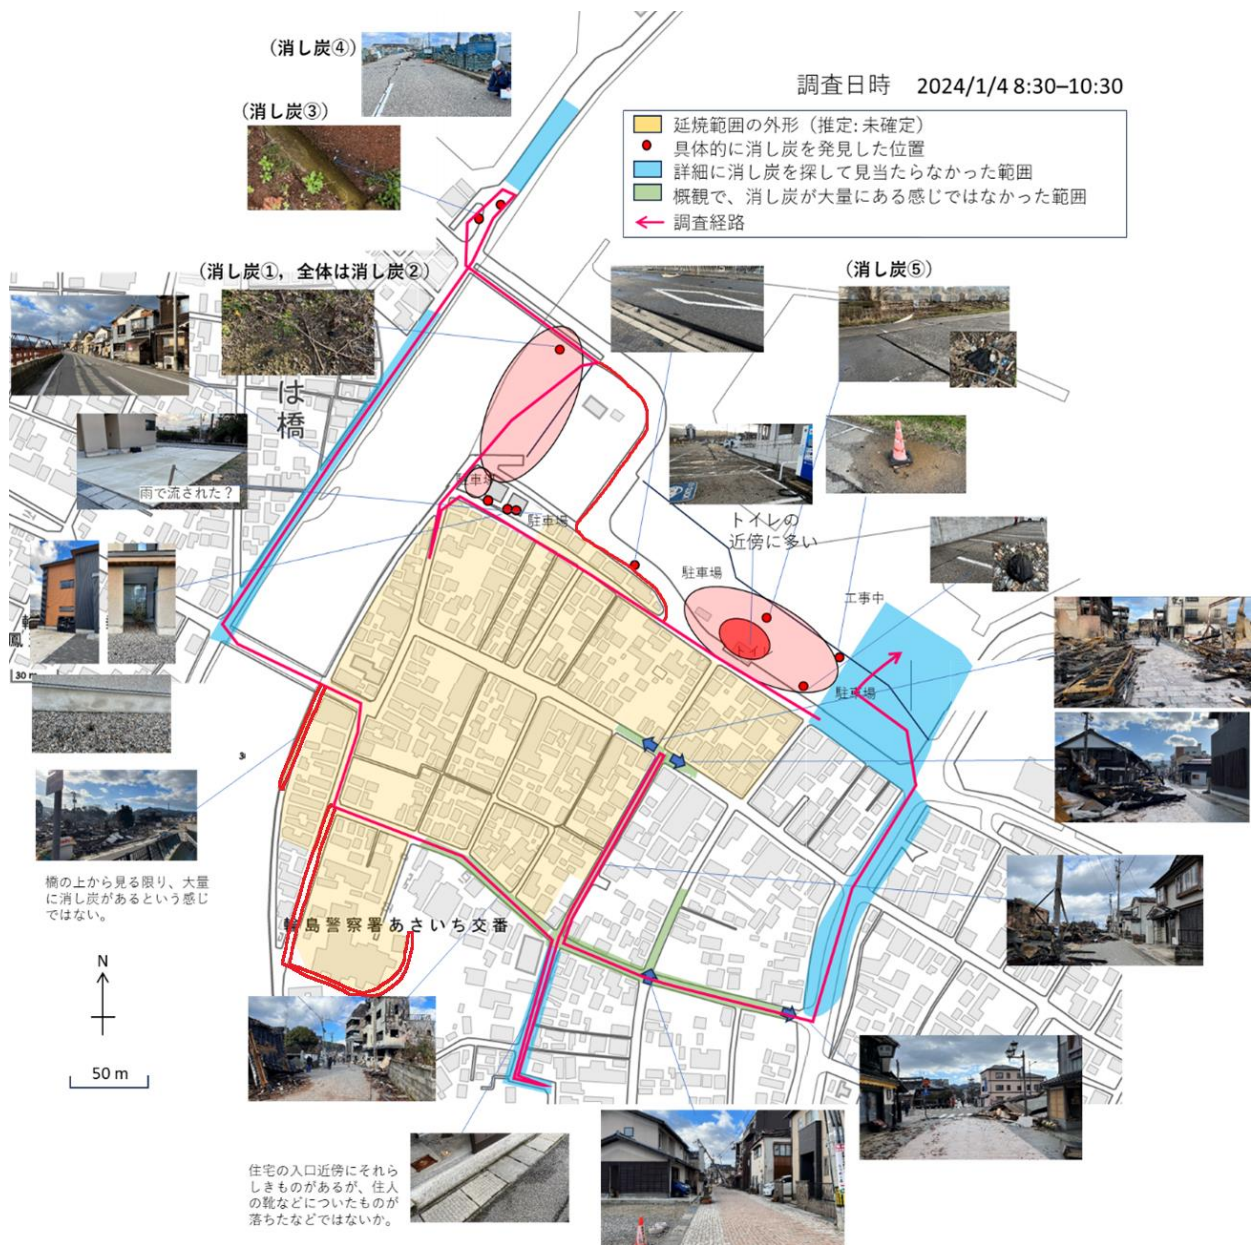 (消し炭④)
調査日時　2024/1/4 8:30–10:30
(消し炭③)
延焼範囲の外形（推定: 未確定）
具体的に消し炭を発見した位置
詳細に消し炭を探して見当たらなかった範囲
概観で、消し炭が大量にある感じではなかった範囲
調査経路
(消し炭①，全体は消し炭②)
(消し炭⑤)
は橋
雨で流された？
駐車場
駐車場
トイレの
近傍に多い
駐車場
工事中
30 m
駐車場
橋の上から見る限り、大量
に消し炭があるという感じ
ではない。
輪島警察署あさいち交番
N
50 m
住宅の入口近傍にそれら
しきものがあるが、住人
の靴などについたものが
落ちたなどではないか。